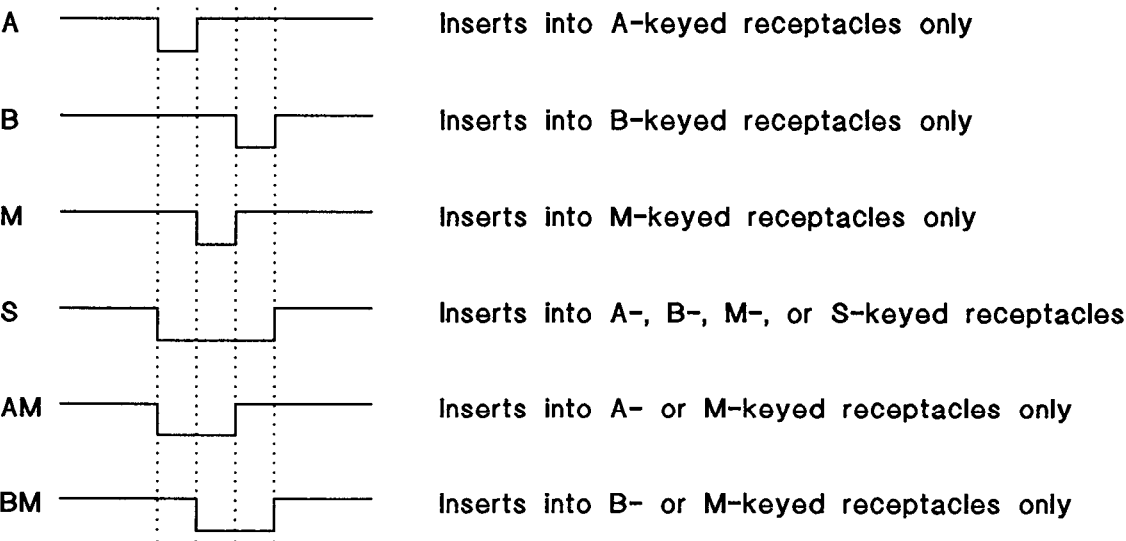 A Inserts into A-keyed receptacles only
B Inserts into B-keyed receptacles only
M Inserts into M-keyed receptacles only
S Inserts into A-, B-, M-, or S-keyed receptacles
AM Inserts into A- or M-keyed receptacles only
BM Inserts into B- or M-keyed receptacles only